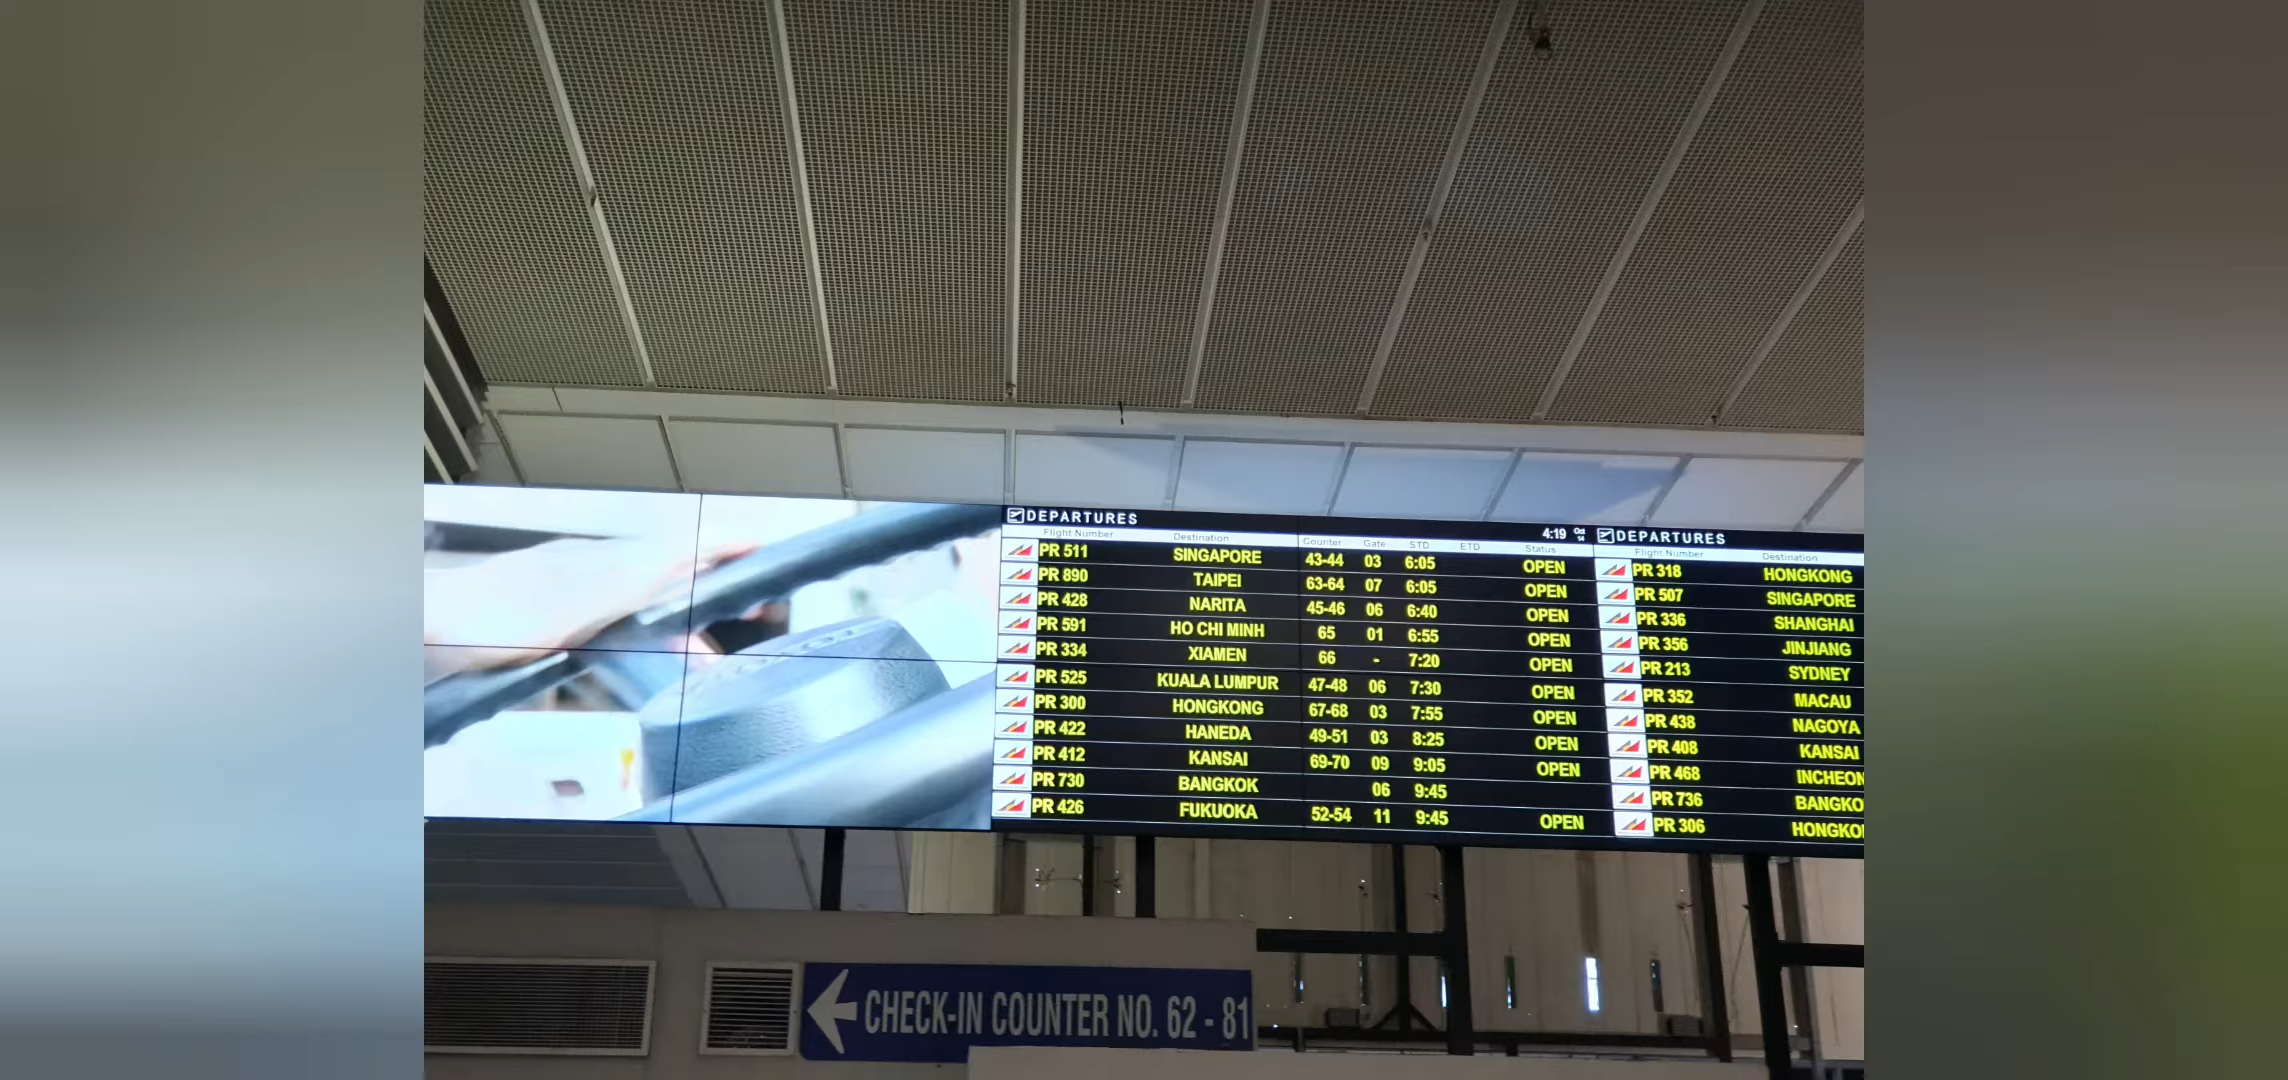 DEPARTURES
4:19 Oct 14
Flight Number Destination Counter Gate STD ETD Status
PR 511 SINGAPORE 43-44 03 6:05 OPEN
PR 890 TAIPEI 63-64 07 6:05 OPEN
PR 428 NARITA 45-46 06 6:40 OPEN
PR 591 HO CHI MINH 65 01 6:55 OPEN
PR 334 XIAMEN 66 - 7:20 OPEN
PR 525 KUALA LUMPUR 47-48 06 7:30 OPEN
PR 300 HONGKONG 67-68 03 7:55 OPEN
PR 422 HANEDA 49-51 03 8:25 OPEN
PR 412 KANSAI 69-70 09 9:05 OPEN
PR 730 BANGKOK 06 9:45
PR 426 FUKUOKA 52-54 11 9:45 OPEN
DEPARTURES
Flight Number Destination
PR 318 HONGKONG
PR 507 SINGAPORE
PR 336 SHANGHAI
PR 356 JINJIANG
PR 213 SYDNEY
PR 352 MACAU
PR 438 NAGOYA
PR 408 KANSAI
PR 468 INCHEON
PR 736 BANGKO
PR 306 HONGKO
CHECK-IN COUNTER NO. 62 - 81